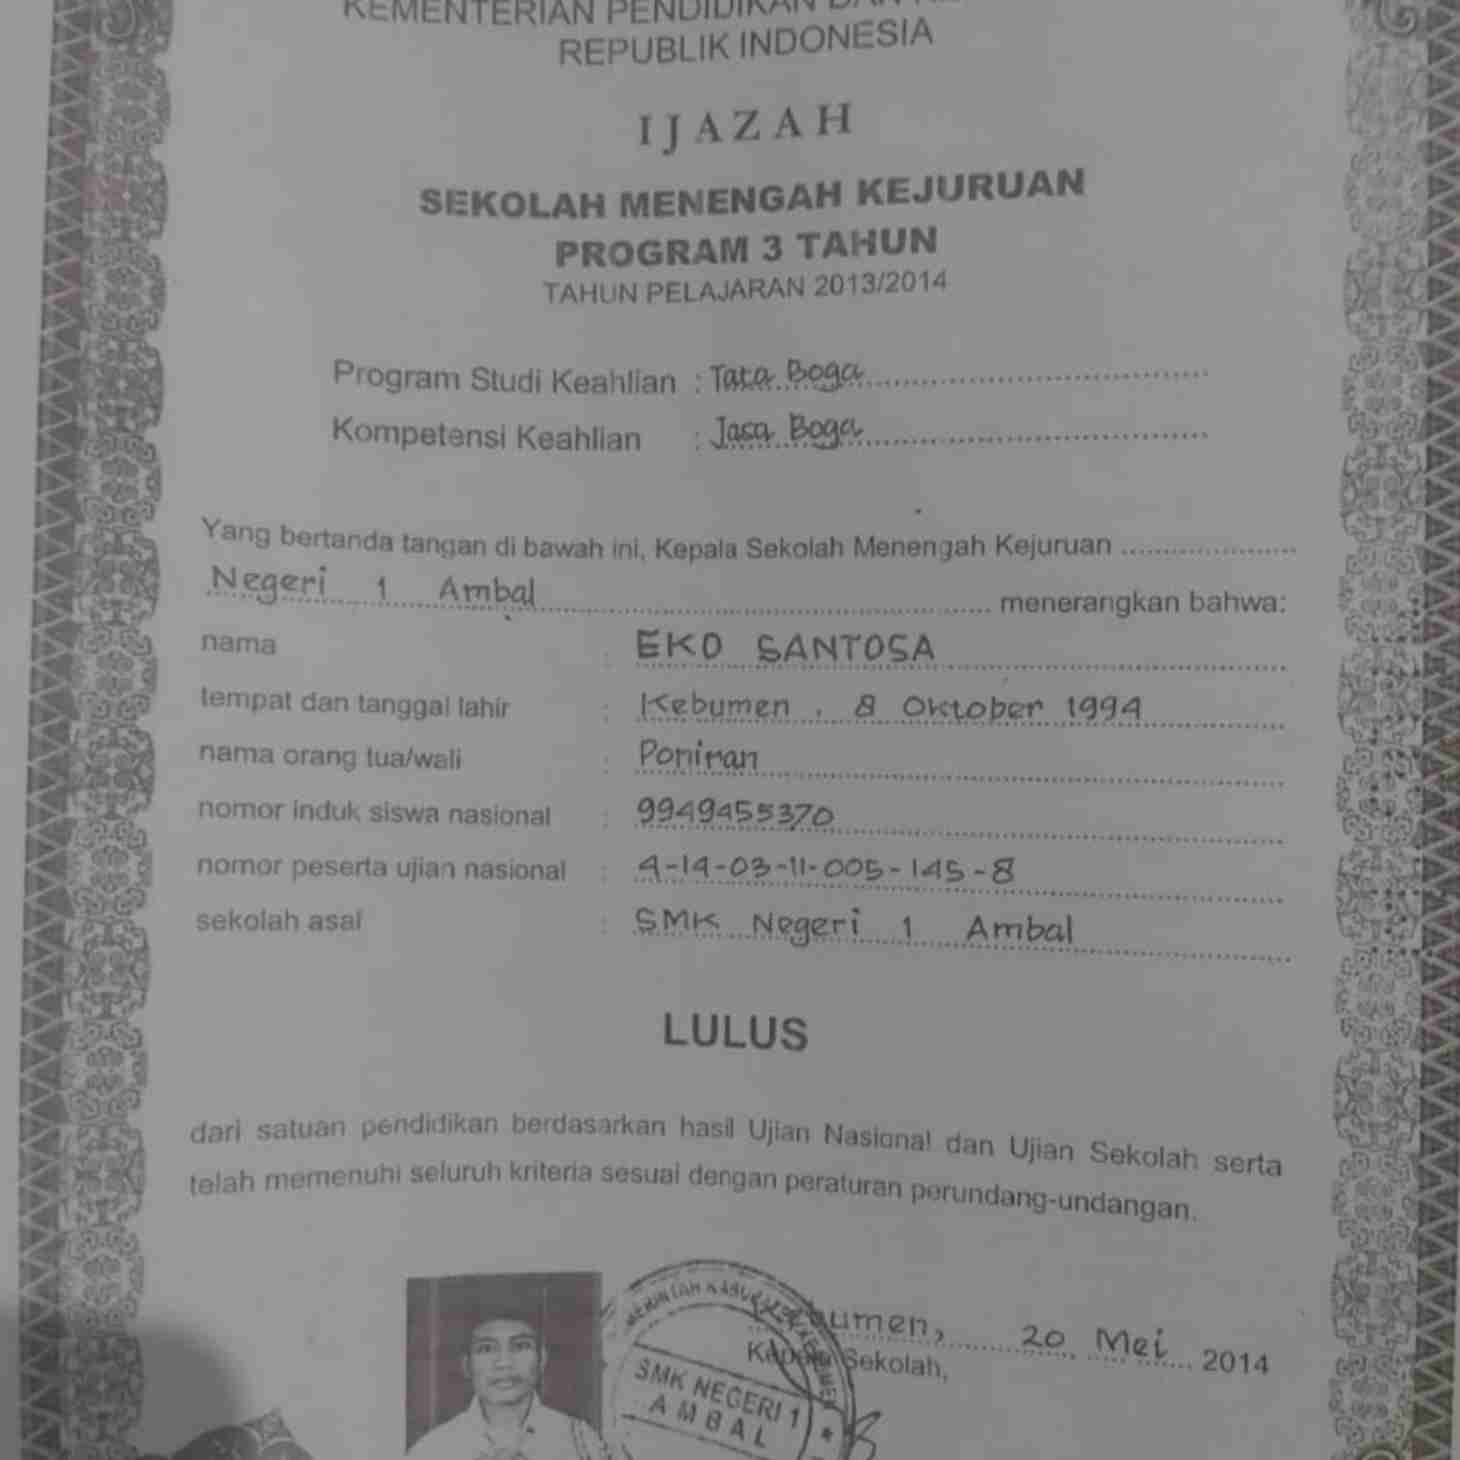 KEMENTERIAN PENDIDIKAN DAN
REPUBLIK INDONESIA
IJAZAH
SEKOLAH MENENGAH KEJURUAN
PROGRAM 3 TAHUN
TAHUN PELAJARAN 2013/2014
Program Studi Keahlian : Tata Boga
Kompetensi Keahlian : Jasa Boga
Yang bertanda tangan di bawah ini, Kepala Sekolah Menengah Kejuruan
Negeri 1 Ambal menerangkan bahwa:
nama : EKO SANTOSA
tempat dan tanggal lahir : Kebumen, 8 Oktober 1994
nama orang tua/wali : Poniran
nomor induk siswa nasional : 9949455370
nomor peserta ujian nasional : 4-14-03-11-005-145-8
sekolah asal : SMK Negeri 1 Ambal
LULUS
dari satuan pendidikan berdasarkan hasil Ujian Nasional dan Ujian Sekolah serta
telah memenuhi seluruh kriteria sesuai dengan peraturan perundang-undangan.
bumen, 20 Mei 2014
Kepala Sekolah,
SMK NEGERI 1
AMBAL